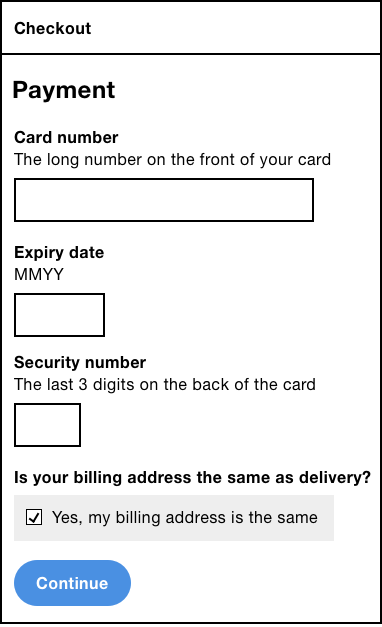 Checkout
Payment
Card number
The long number on the front of your card
Expiry date
MMYY
Security number
The last 3 digits on the back of the card
Is your billing address the same as delivery?
Yes, my billing address is the same
Continue